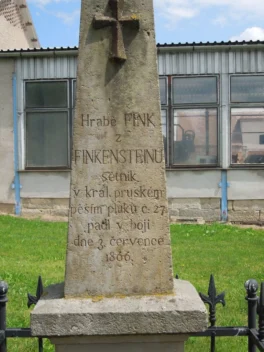 Hrabě FINK
z
FINKENSTEINU
setník
v král. pruském
pěším pluku č. 27
padl v boji
dne 3. července
1866.